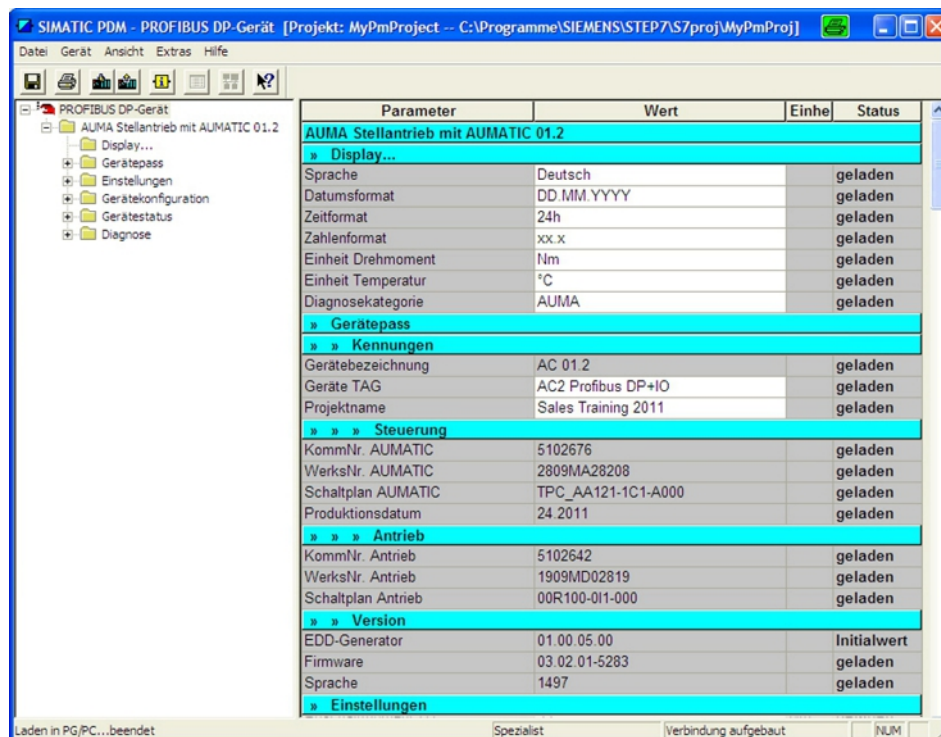 SIMATIC PDM - PROFIBUS DP-Gerät [Projekt: MyPmProject -- C:\Programme\SIEMENS\STEP7\S7proj\MyPmProj]
Datei Gerät Ansicht Extras Hilfe
PROFIBUS DP-Gerät
AUMA Stellantrieb mit AUMATIC 01.2
Display...
Gerätepass
Einstellungen
Gerätekonfiguration
Gerätestatus
Diagnose
Parameter Wert Einhe Status
AUMA Stellantrieb mit AUMATIC 01.2
» Display...
Sprache Deutsch geladen
Datumsformat DD.MM.YYYY geladen
Zeitformat 24h geladen
Zahlenformat xx.x geladen
Einheit Drehmoment Nm geladen
Einheit Temperatur °C geladen
Diagnosekategorie AUMA geladen
» Gerätepass
» » Kennungen
Gerätebezeichnung AC 01.2 geladen
Geräte TAG AC2 Profibus DP+IO geladen
Projektname Sales Training 2011 geladen
» » » Steuerung
KommNr. AUMATIC 5102676 geladen
WerksNr. AUMATIC 2809MA28208 geladen
Schaltplan AUMATIC TPC_AA121-1C1-A000 geladen
Produktionsdatum 24.2011 geladen
» » » Antrieb
KommNr. Antrieb 5102642 geladen
WerksNr. Antrieb 1909MD02819 geladen
Schaltplan Antrieb 00R100-0I1-000 geladen
» » Version
EDD-Generator 01.00.05.00 Initialwert
Firmware 03.02.01-5283 geladen
Sprache 1497 geladen
» Einstellungen
Laden in PG/PC...beendet Spezialist Verbindung aufgebaut NUM